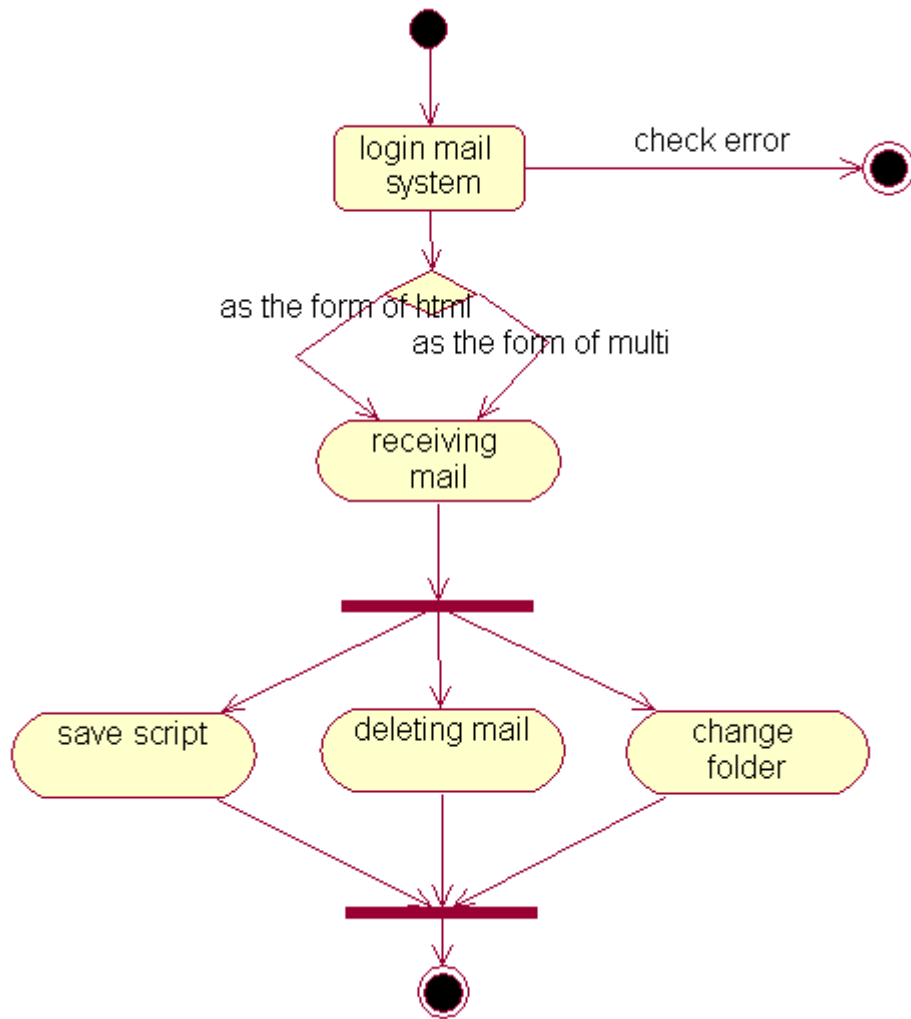 login mail
system
check error
as the form of html
as the form of multi
receiving
mail
save script
deleting mail
change
folder